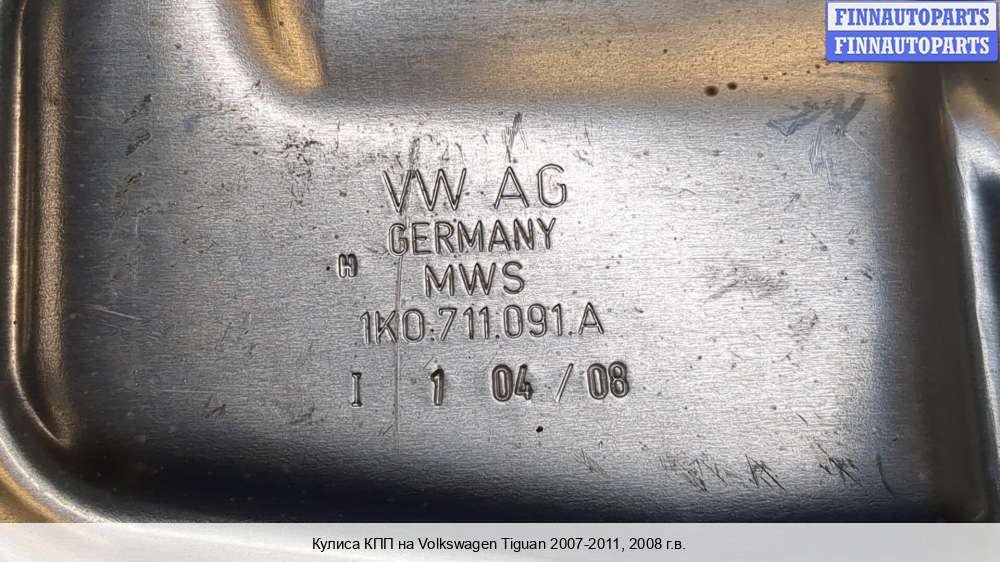 FINNAUTOPARTS
FINNAUTOPARTS
VW AG
GERMANY
H
MWS
1K0.711.091.A
I 1 04 / 08
Кулиса КПП на Volkswagen Tiguan 2007-2011, 2008 г.в.